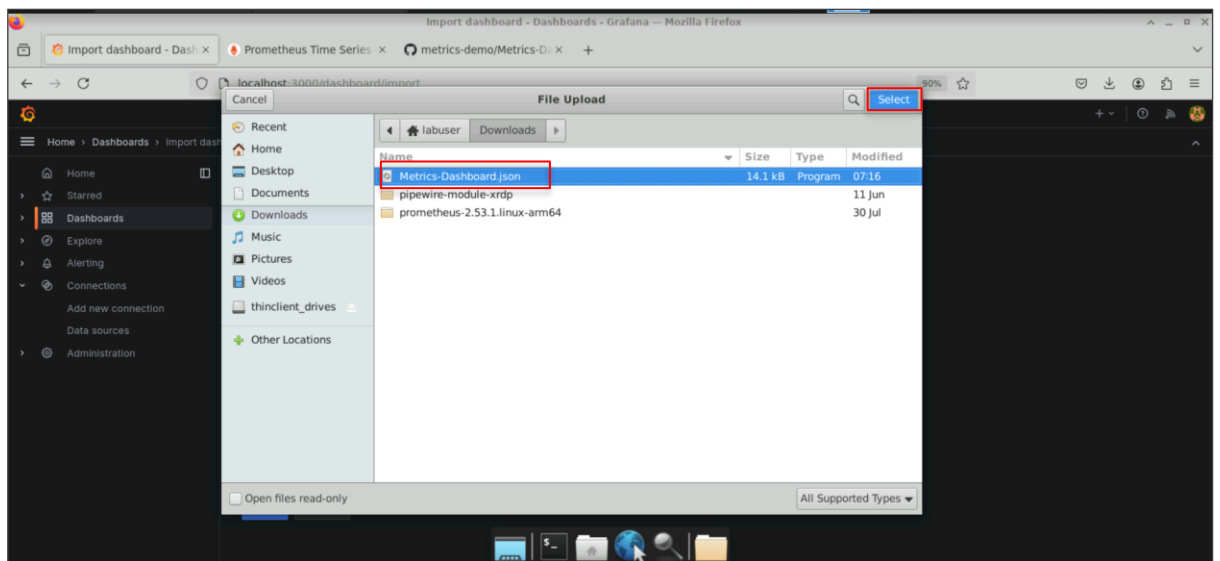 Import dashboard - Dashboards - Grafana — Mozilla Firefox
Import dashboard - Dash
Prometheus Time Series
metrics-demo/Metrics-Da
localhost:3000/dashboard/import
90%
Cancel
File Upload
Select
Home › Dashboards › Import dash
Home
Starred
Dashboards
Explore
Alerting
Connections
Add new connection
Data sources
Administration
Recent
Home
Desktop
Documents
Downloads
Music
Pictures
Videos
thinclient_drives
Other Locations
labuser Downloads
Name Size Type Modified
Metrics-Dashboard.json 14.1 kB Program 07:16
pipewire-module-xrdp 11 Jun
prometheus-2.53.1.linux-arm64 30 Jul
Open files read-only
All Supported Types
$_